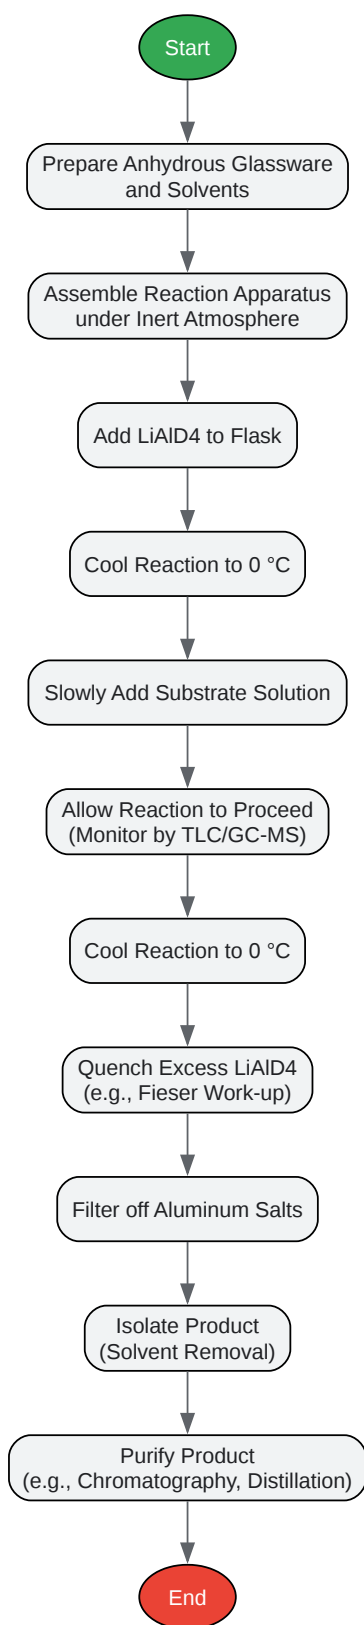 Start
Prepare Anhydrous Glassware
and Solvents
Assemble Reaction Apparatus
under Inert Atmosphere
Add LiAlD4 to Flask
Cool Reaction to 0 °C
Slowly Add Substrate Solution
Allow Reaction to Proceed
(Monitor by TLC/GC-MS)
Cool Reaction to 0 °C
Quench Excess LiAlD4
(e.g., Fieser Work-up)
Filter off Aluminum Salts
Isolate Product
(Solvent Removal)
Purify Product
(e.g., Chromatography, Distillation)
End